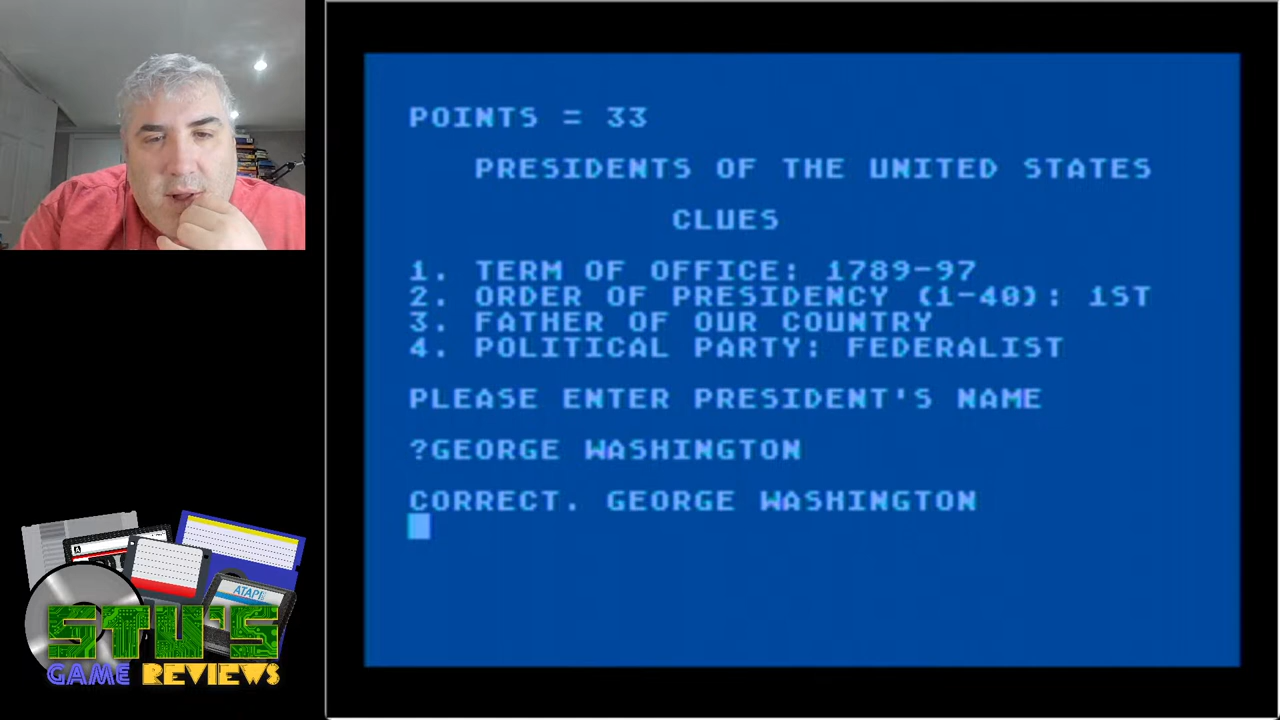 POINTS = 33
PRESIDENTS OF THE UNITED STATES
CLUES
1. TERM OF OFFICE: 1789-97
2. ORDER OF PRESIDENCY (1-40): 1ST
3. FATHER OF OUR COUNTRY
4. POLITICAL PARTY: FEDERALIST
PLEASE ENTER PRESIDENT'S NAME
?GEORGE WASHINGTON
CORRECT. GEORGE WASHINGTON
A
ATARI
STU'S
GAME REVIEWS